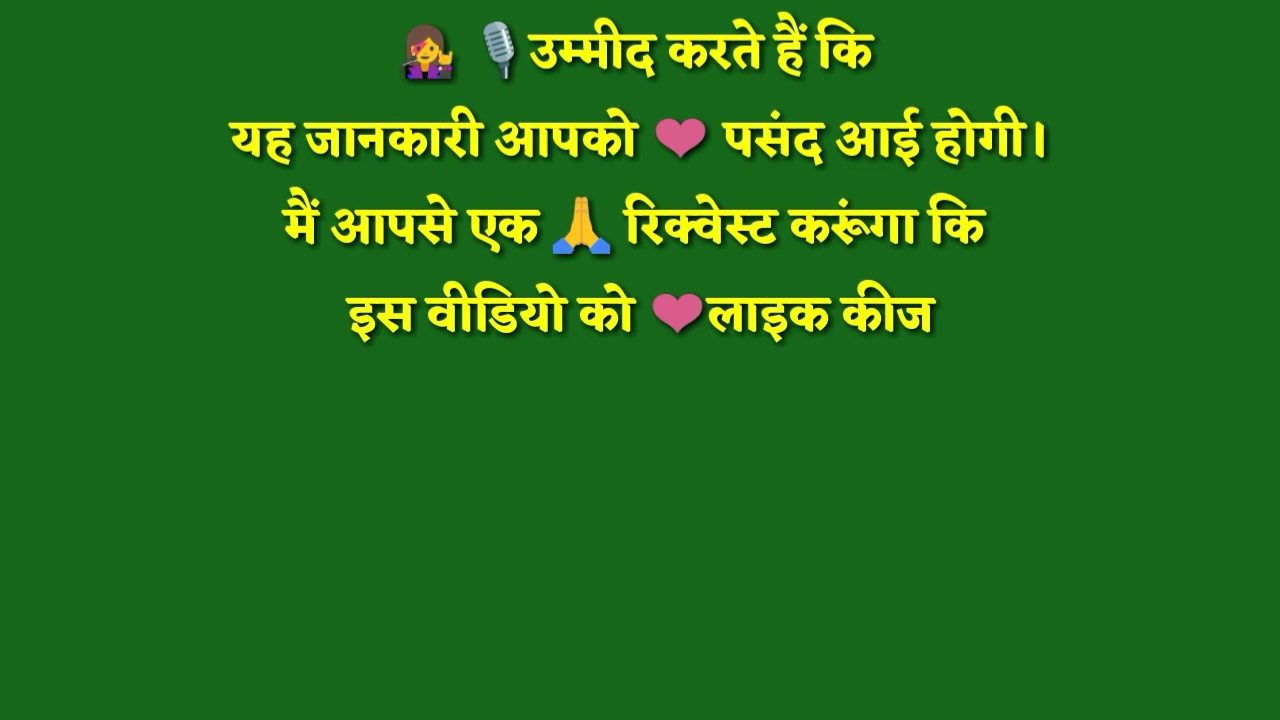 👩‍🎤 🎙️उम्मीद करते हैं कि
यह जानकारी आपको ❤ पसंद आई होगी।
मैं आपसे एक 🙏 रिक्वेस्ट करूंगा कि
इस वीडियो को ❤लाइक कीज